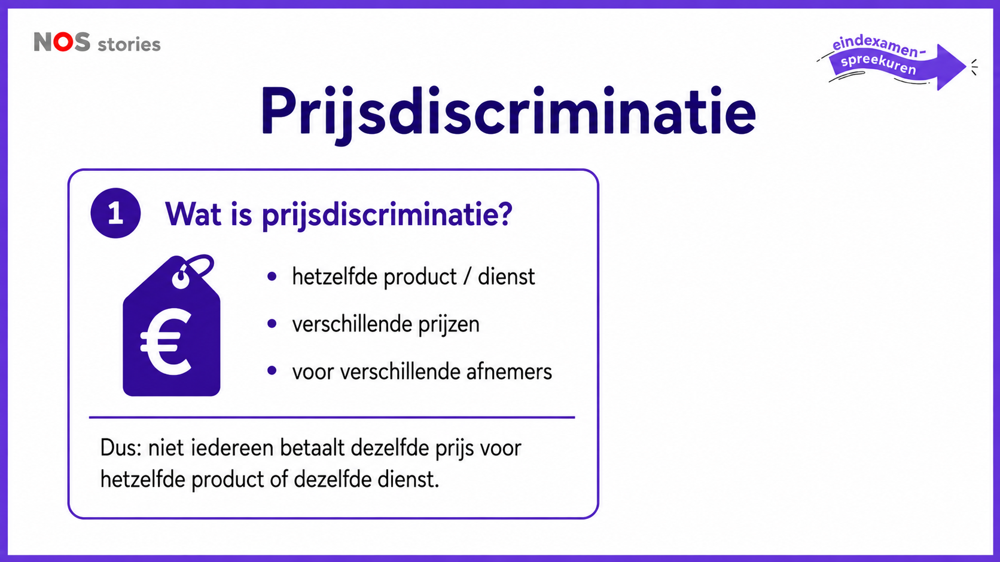 NOS stories
eindexamen-
spreekuren
Prijsdiscriminatie
1 Wat is prijsdiscriminatie?
€
• hetzelfde product / dienst
• verschillende prijzen
• voor verschillende afnemers
Dus: niet iedereen betaalt dezelfde prijs voor
hetzelfde product of dezelfde dienst.